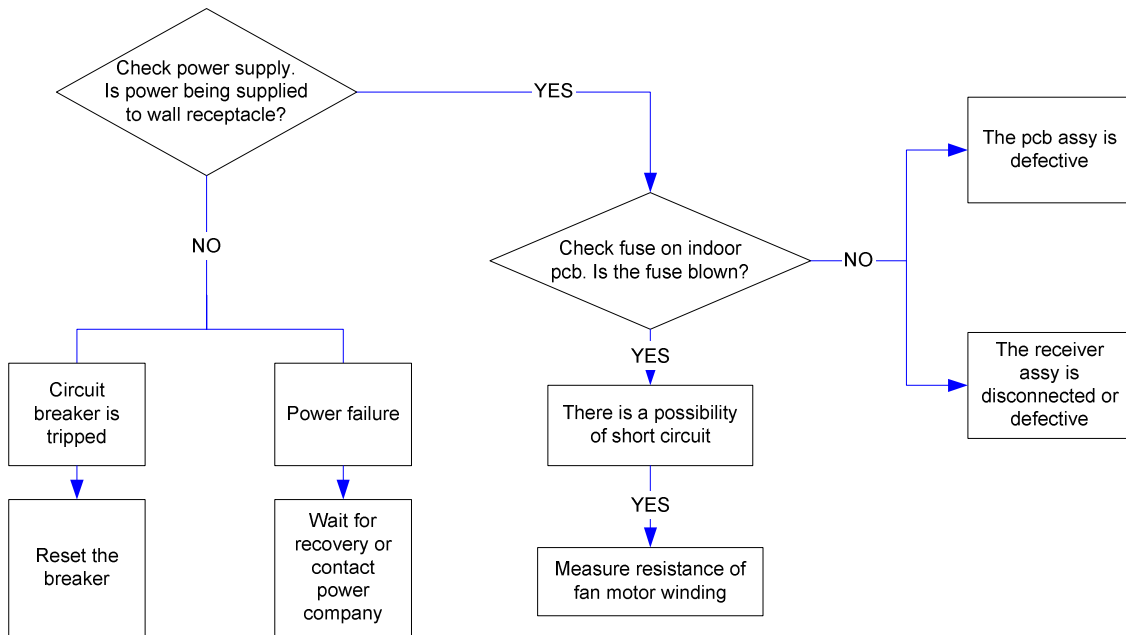 Check power supply.
Is power being supplied
to wall receptacle?
YES
NO
Circuit
breaker is
tripped
Reset the
breaker
Power failure
Wait for
recovery or
contact
power
company
Check fuse on indoor
pcb. Is the fuse blown?
YES
There is a possibility
of short circuit
YES
Measure resistance of
fan motor winding
NO
The pcb assy is
defective
The receiver
assy is
disconnected or
defective